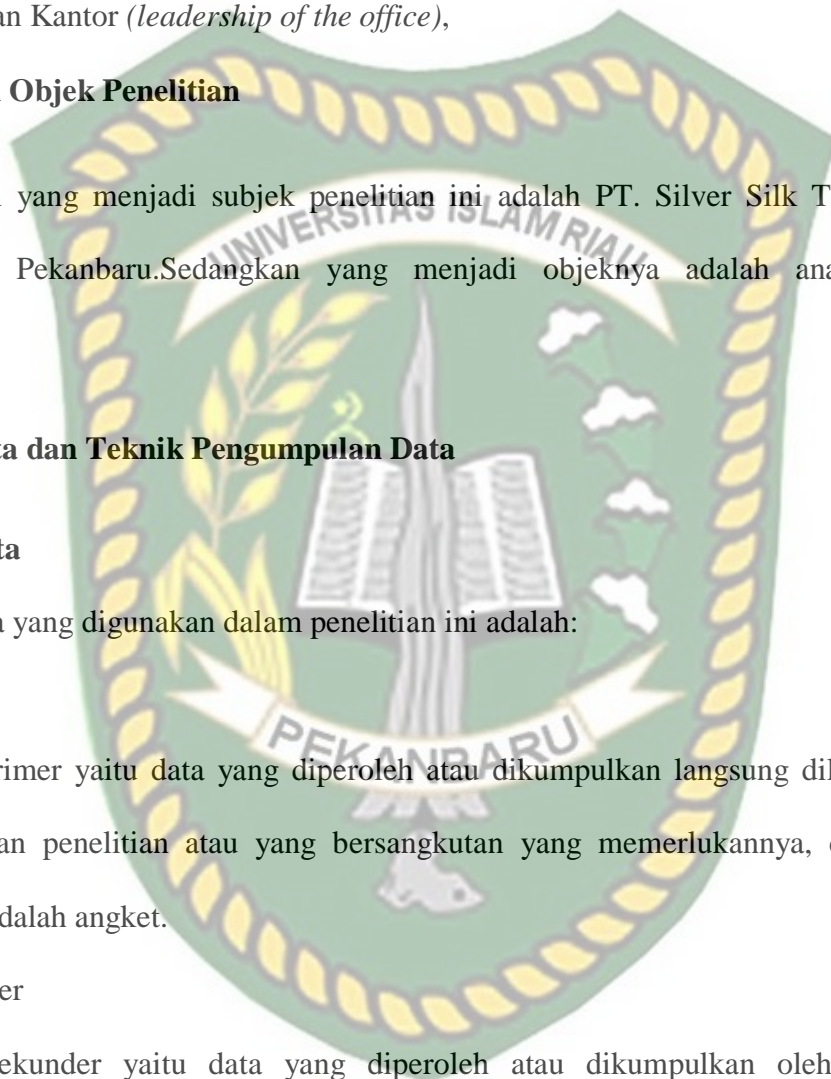 an Kantor (leadership of the office),
Objek Penelitian
yang menjadi subjek penelitian ini adalah PT. Silver Silk T
Pekanbaru.Sedangkan yang menjadi objeknya adalah ana
UNIVERSITAS ISLAM RIAU
ta dan Teknik Pengumpulan Data
ta
a yang digunakan dalam penelitian ini adalah:
PEKANBARU
rimer yaitu data yang diperoleh atau dikumpulkan langsung dil
an penelitian atau yang bersangkutan yang memerlukannya,
dalah angket.
er
ekunder yaitu data yang diperoleh atau dikumpulkan oleh